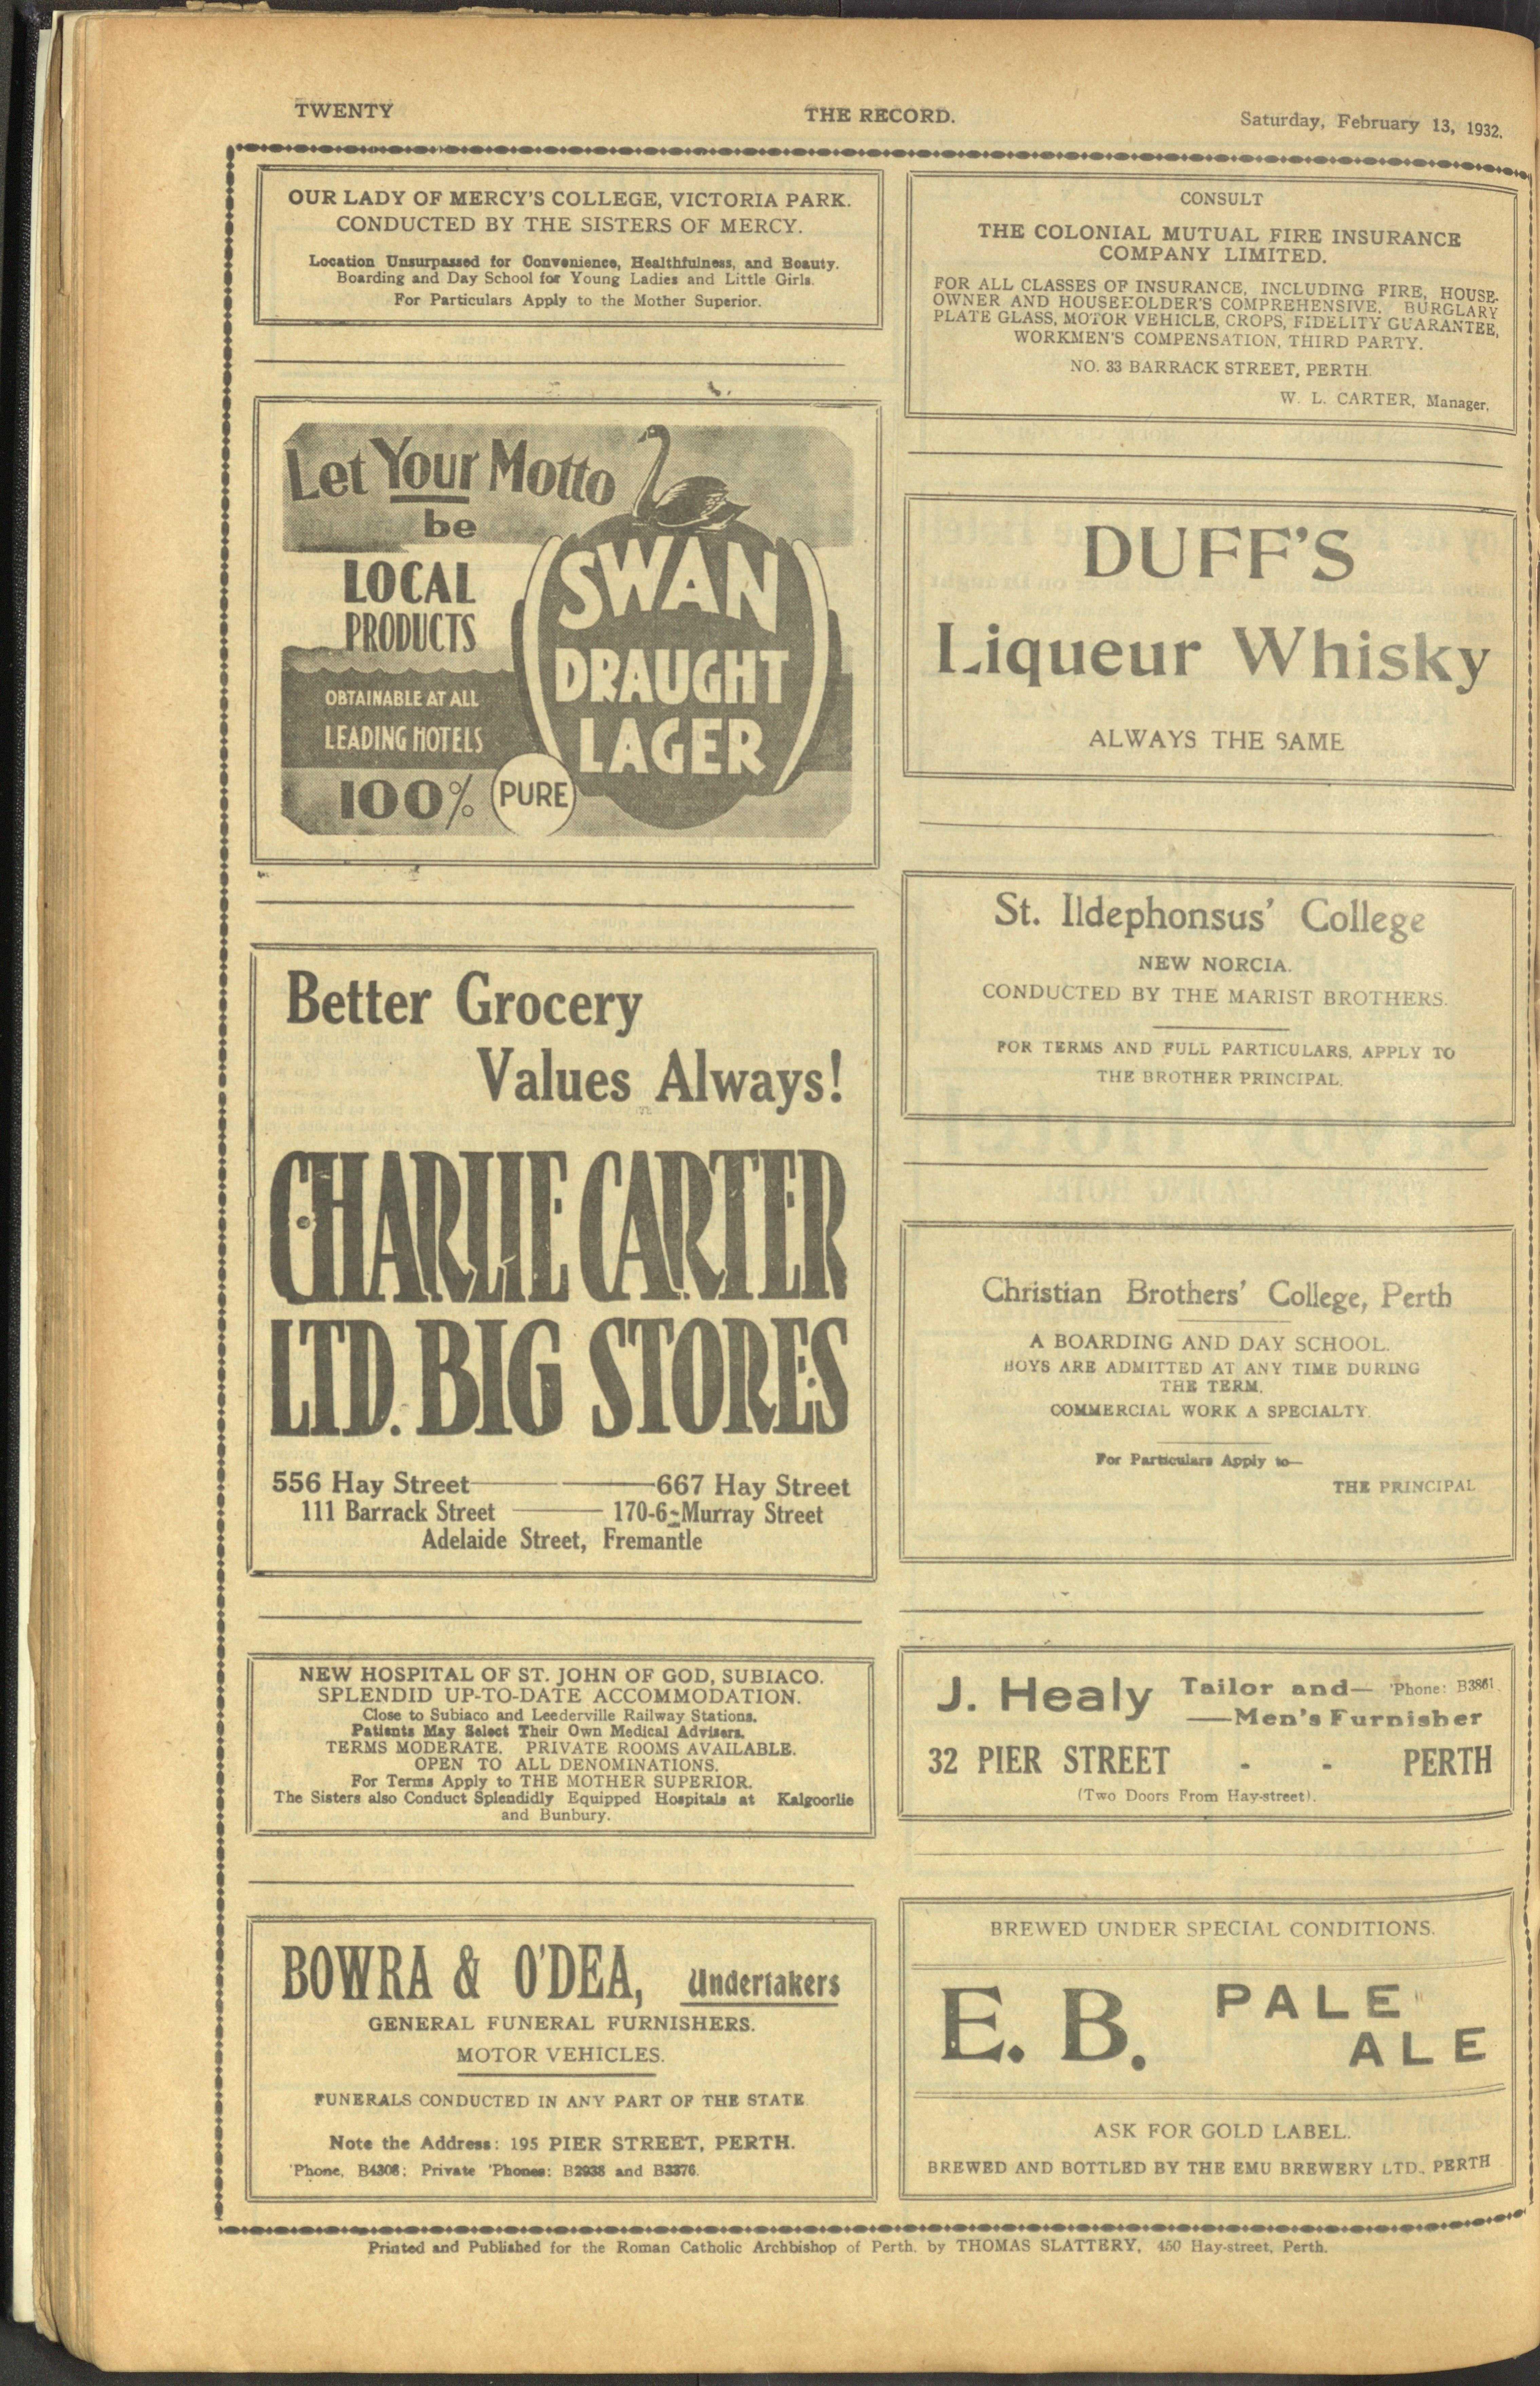 TWENTY
THE RECORD.
Saturday, February 13, 1932.
OUR LADY OF MERCY'S COLLEGE, VICTORIA PARK.
CONDUCTED BY THE SISTERS OF MERCY.
Location Unsurpassed for Convenience, Healthfulness, and Beauty.
Boarding and Day School for Young Ladies and Little Girls.
For Particulars Apply to the Mother Superior.
Let Your Motto
be
LOCAL
PRODUCTS
OBTAINABLE AT ALL
LEADING HOTELS
100% PURE
SWAN
DRAUGHT
LAGER
Better Grocery
Values Always!
CHARLIE CARTER
LTD. BIG STORES
556 Hay Street — — 667 Hay Street
111 Barrack Street — 170-6 Murray Street
Adelaide Street, Fremantle
NEW HOSPITAL OF ST. JOHN OF GOD, SUBIACO.
SPLENDID UP-TO-DATE ACCOMMODATION.
Close to Subiaco and Leederville Railway Stations.
Patients May Select Their Own Medical Advisers.
TERMS MODERATE. PRIVATE ROOMS AVAILABLE.
OPEN TO ALL DENOMINATIONS.
For Terms Apply to THE MOTHER SUPERIOR.
The Sisters also Conduct Splendidly Equipped Hospitals at Kalgoorlie
and Bunbury.
BOWRA & O'DEA, Undertakers
GENERAL FUNERAL FURNISHERS.
MOTOR VEHICLES.
FUNERALS CONDUCTED IN ANY PART OF THE STATE
Note the Address: 195 PIER STREET, PERTH.
'Phone, B4308; Private 'Phones: B2938 and B3376.
CONSULT
THE COLONIAL MUTUAL FIRE INSURANCE
COMPANY LIMITED.
FOR ALL CLASSES OF INSURANCE, INCLUDING FIRE, HOUSE-
OWNER AND HOUSEHOLDER'S COMPREHENSIVE, BURGLARY
PLATE GLASS, MOTOR VEHICLE, CROPS, FIDELITY GUARANTEE,
WORKMEN'S COMPENSATION, THIRD PARTY.
NO. 33 BARRACK STREET, PERTH
W. L. CARTER, Manager.
DUFF'S
Liqueur Whisky
ALWAYS THE SAME
St. Ildephonsus' College
NEW NORCIA.
CONDUCTED BY THE MARIST BROTHERS.
FOR TERMS AND FULL PARTICULARS, APPLY TO
THE BROTHER PRINCIPAL.
Christian Brothers' College, Perth
A BOARDING AND DAY SCHOOL.
BOYS ARE ADMITTED AT ANY TIME DURING
THE TERM.
COMMERCIAL WORK A SPECIALTY.
For Particulars Apply to—
THE PRINCIPAL
J. Healy Tailor and— 'Phone: B3861.
—Men's Furnisher
32 PIER STREET - - PERTH
(Two Doors From Hay-street).
BREWED UNDER SPECIAL CONDITIONS.
E. B. PALE
ALE
ASK FOR GOLD LABEL.
BREWED AND BOTTLED BY THE EMU BREWERY LTD., PERTH
Printed and Published for the Roman Catholic Archbishop of Perth, by THOMAS SLATTERY, 450 Hay-street, Perth.